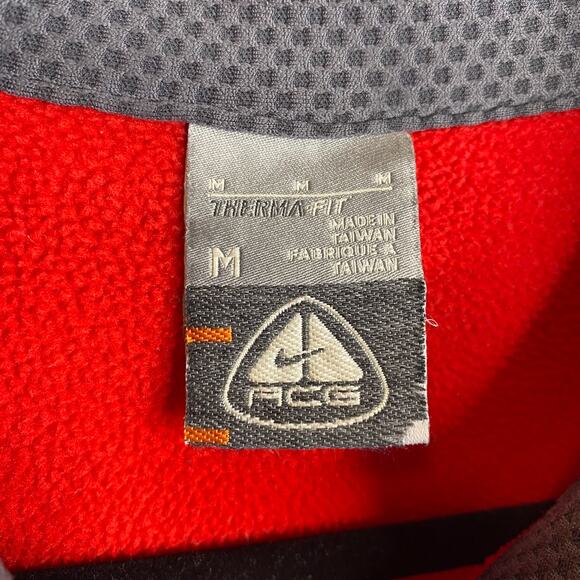 M M M
THERMA-FIT
MADE IN
TAIWAN
FABRIQUE A
TAIWAN
M
ACG